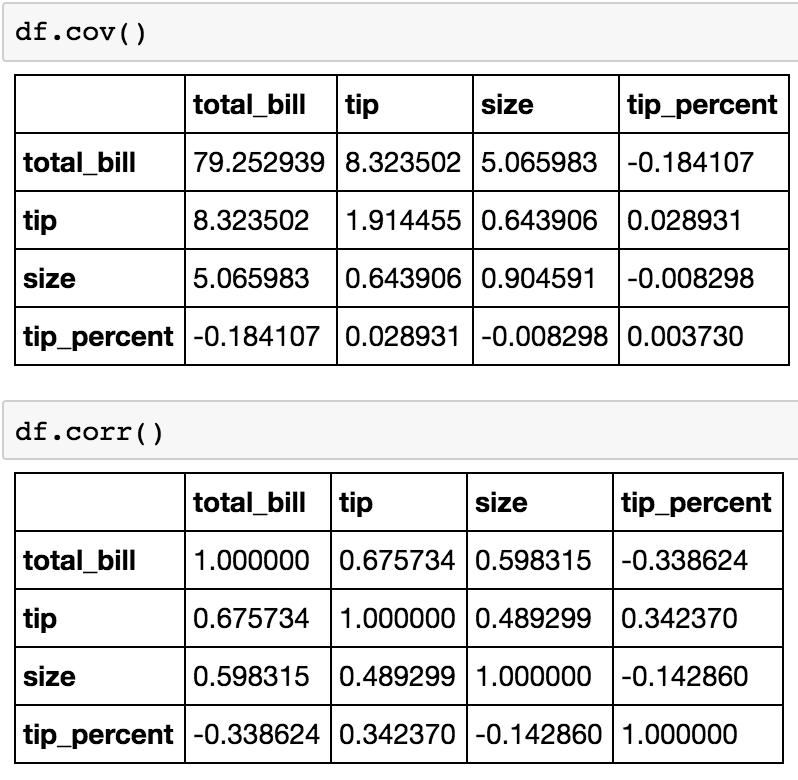 df.cov()
total_bill tip size tip_percent
total_bill 79.252939 8.323502 5.065983 -0.184107
tip 8.323502 1.914455 0.643906 0.028931
size 5.065983 0.643906 0.904591 -0.008298
tip_percent -0.184107 0.028931 -0.008298 0.003730
df.corr()
total_bill tip size tip_percent
total_bill 1.000000 0.675734 0.598315 -0.338624
tip 0.675734 1.000000 0.489299 0.342370
size 0.598315 0.489299 1.000000 -0.142860
tip_percent -0.338624 0.342370 -0.142860 1.000000